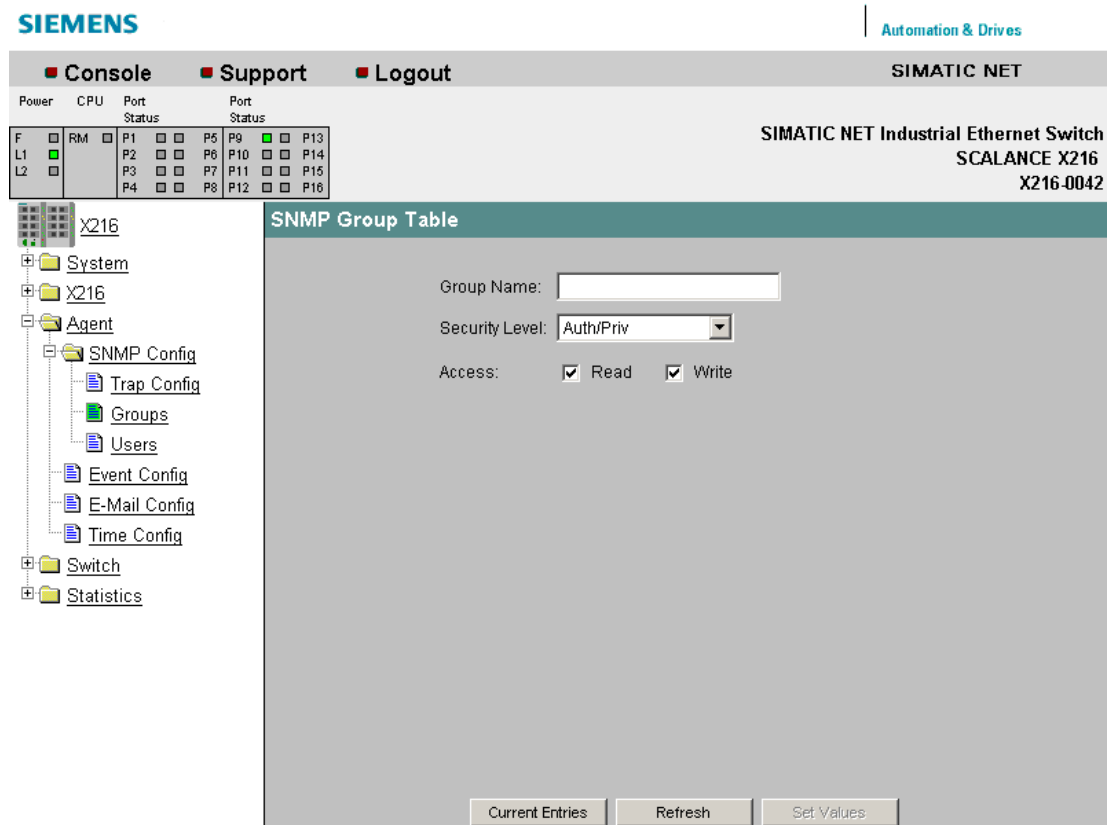 SIEMENS
Automation & Drives
Console Support Logout SIMATIC NET
Power CPU Port Status Port Status
F RM P1 P5 P9 P13
L1 P2 P6 P10 P14
L2 P3 P7 P11 P15
P4 P8 P12 P16
SIMATIC NET Industrial Ethernet Switch
SCALANCE X216
X216-0042
X216
System
X216
Agent
SNMP Config
Trap Config
Groups
Users
Event Config
E-Mail Config
Time Config
Switch
Statistics
SNMP Group Table
Group Name:
Security Level: Auth/Priv
Access: Read Write
Current Entries Refresh Set Values